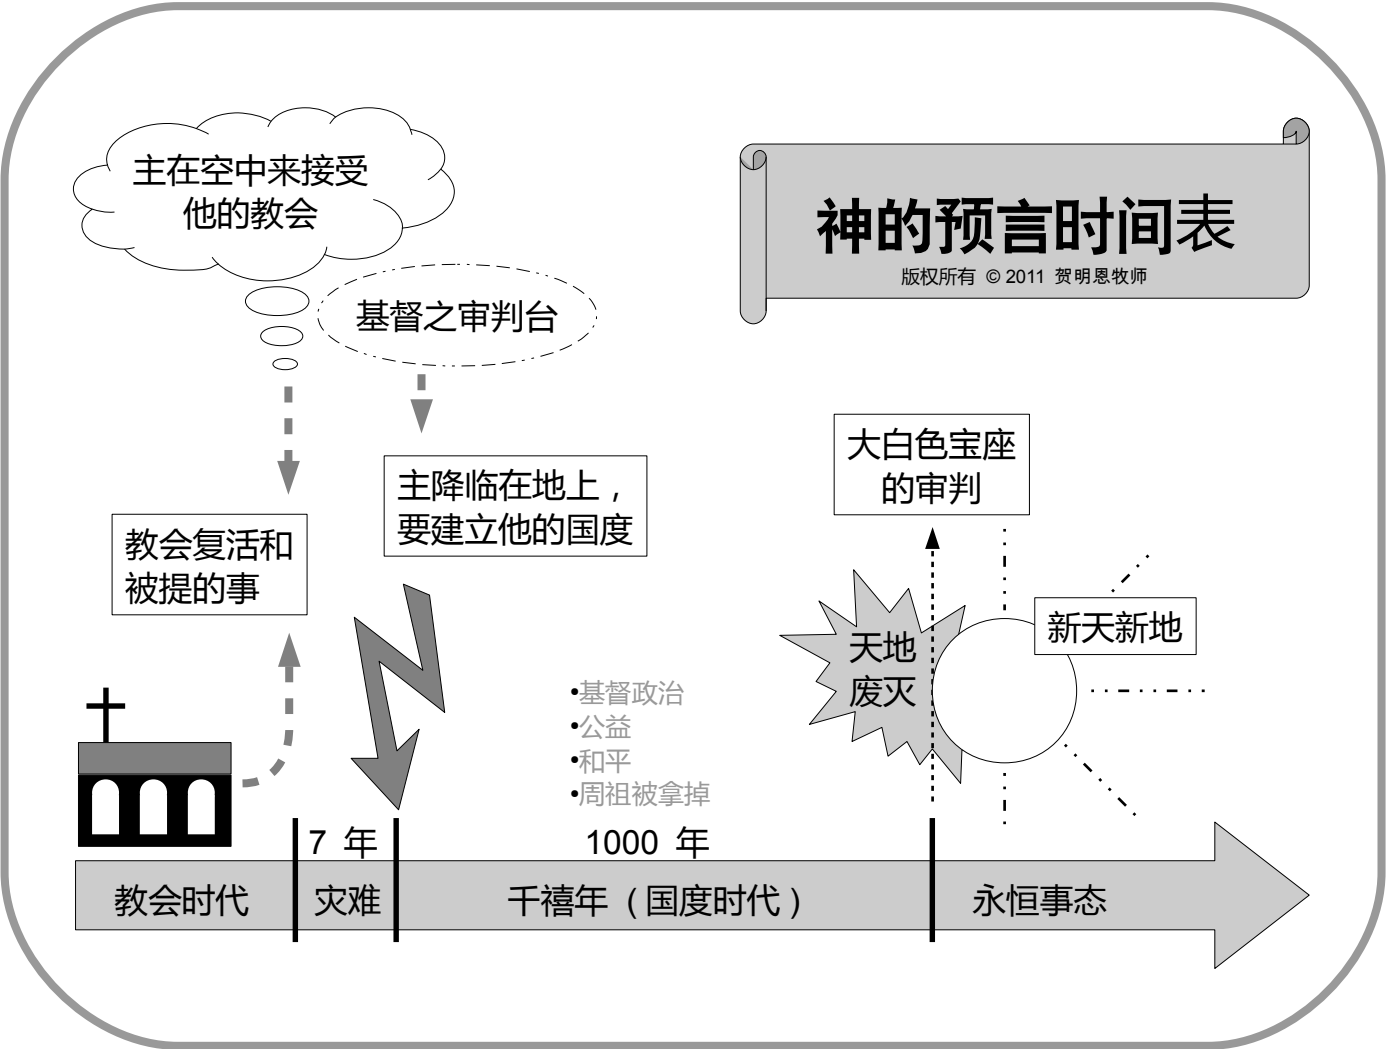 主在空中来接受
他的教会
神的预言时间表
版权所有 © 2011 贺明恩牧师
基督之审判台
大白色宝座
的审判
主降临在地上，
要建立他的国度
教会复活和
被提的事
新天新地
天地
废灭
•基督政治
•公益
•和平
•周祖被拿掉
7 年
1000 年
教会时代
灾难
千禧年（国度时代）
永恒事态